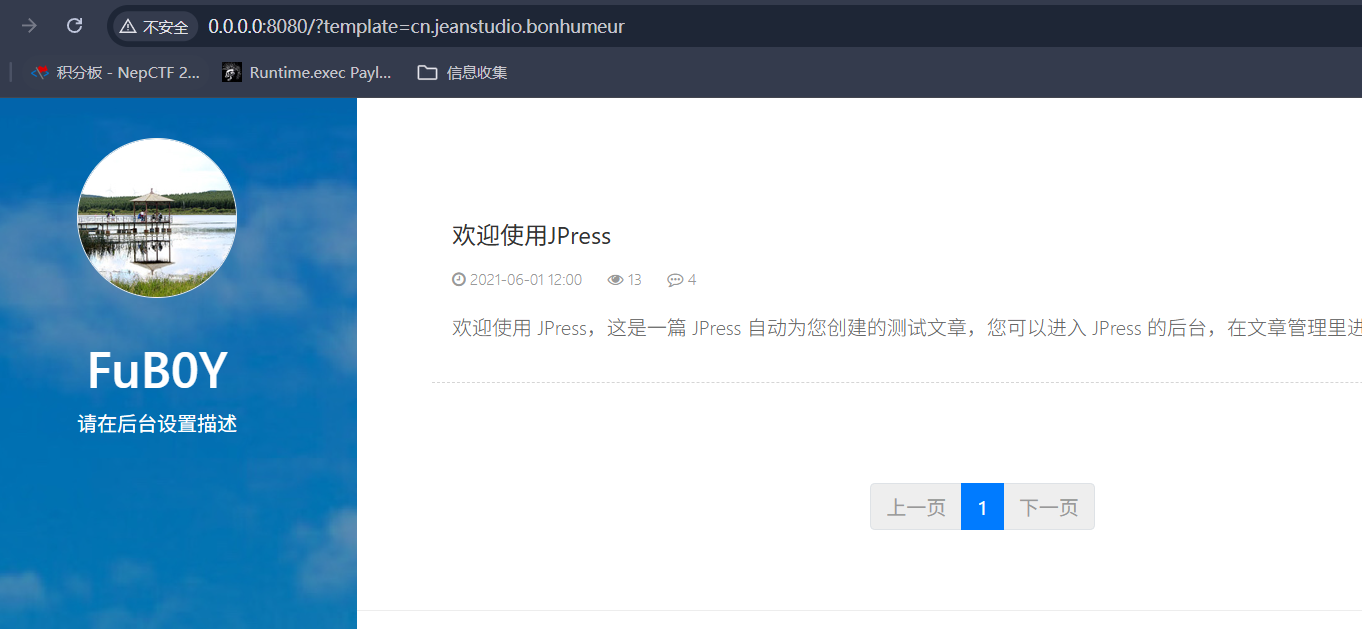 不安全 0.0.0.0:8080/?template=cn.jeanstudio.bonhumeur
积分板 - NepCTF 2... Runtime.exec Payl... 信息收集
FuB0Y
请在后台设置描述
欢迎使用JPress
2021-06-01 12:00 13 4
欢迎使用 JPress，这是一篇 JPress 自动为您创建的测试文章，您可以进入 JPress 的后台，在文章管理里进
上一页 1 下一页